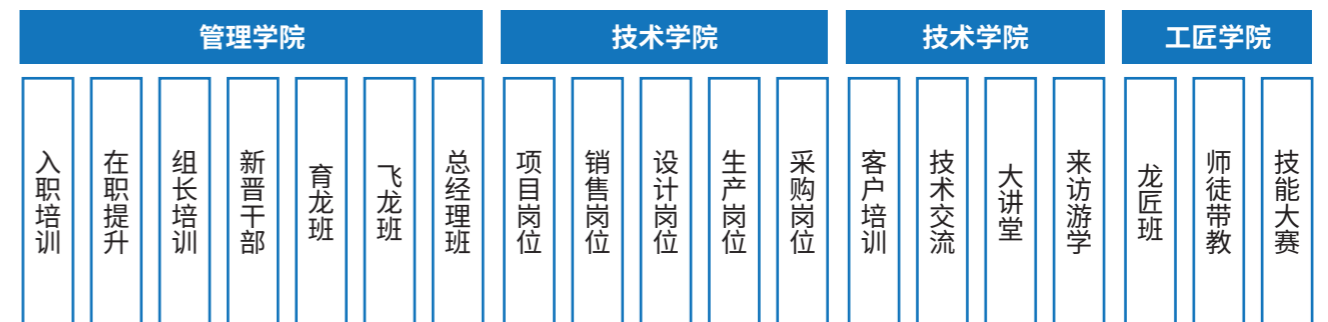 管理学院
技术学院
技术学院
工匠学院
入职培训
在职提升
组长培训
新晋干部
育龙班
飞龙班
总经理班
项目岗位
销售岗位
设计岗位
生产岗位
采购岗位
客户培训
技术交流
大讲堂
来访游学
龙匠班
师徒带教
技能大赛